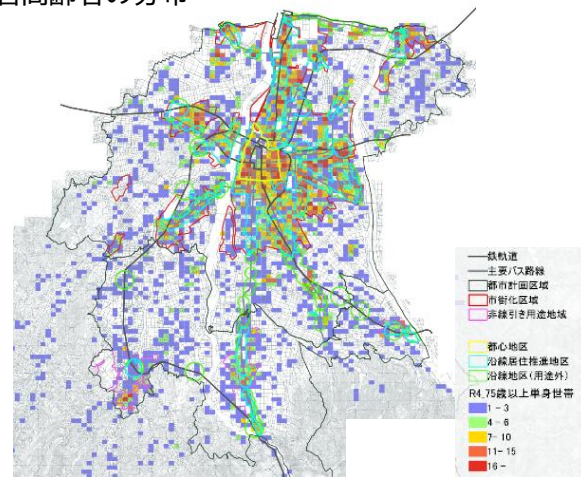 鉄軌道
主要バス路線
都市計画区域
市街化区域
非線引き用途地域
都心地区
沿線居住推進地区
沿線地区(用途外)
R4_75歳以上単身世帯
1 - 3
4 - 6
7- 10
11- 15
16 -